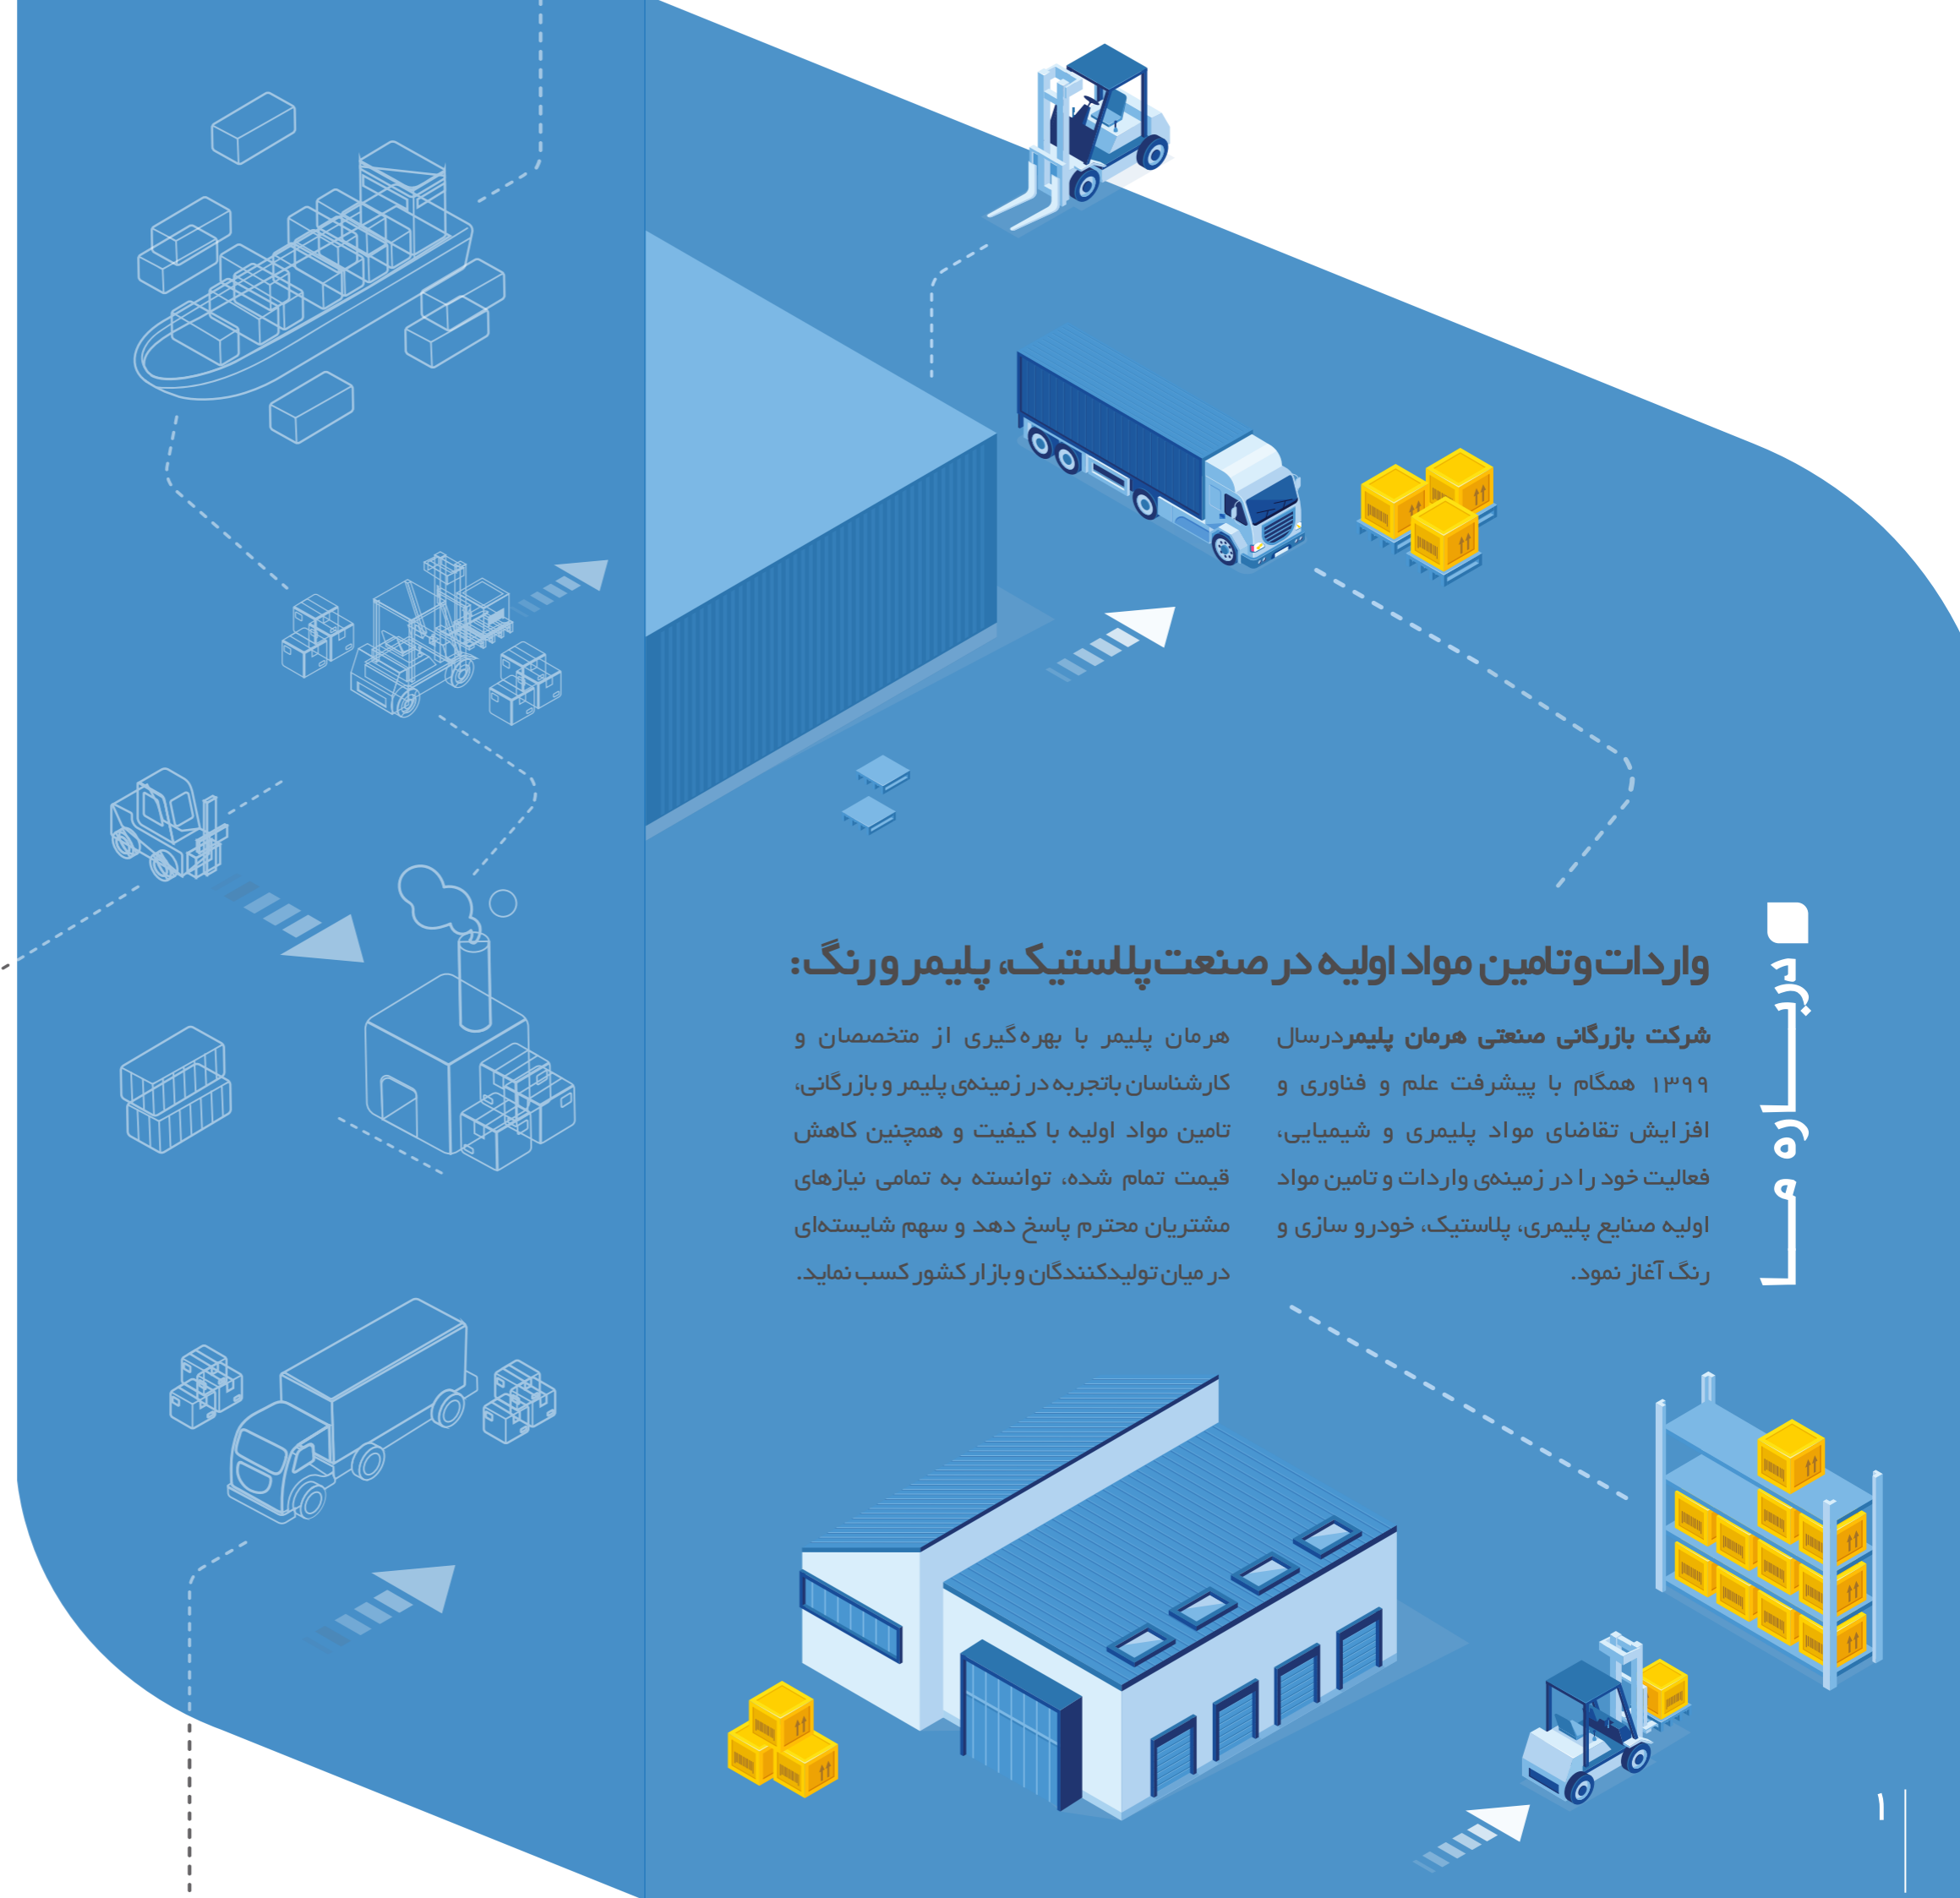 درباره ما
واردات و تامین مواد اولیه در صنعت پلاستیک، پلیمر و رنگ:
شرکت بازرگانی صنعتی هرمان پلیمر درسال
۱۳۹۹ همگام با پیشرفت علم و فناوری و
افزایش تقاضای مواد پلیمری و شیمیایی،
فعالیت خود را در زمینه‌ی واردات و تامین مواد
اولیه صنایع پلیمری، پلاستیک، خودرو سازی و
رنگ آغاز نمود.
هرمان پلیمر با بهره‌گیری از متخصصان و
کارشناسان باتجربه در زمینه‌ی پلیمر و بازرگانی،
تامین مواد اولیه با کیفیت و همچنین کاهش
قیمت تمام شده، توانسته به تمامی نیازهای
مشتریان محترم پاسخ دهد و سهم شایسته‌ای
در میان تولیدکنندگان و بازار کشور کسب نماید.
۱